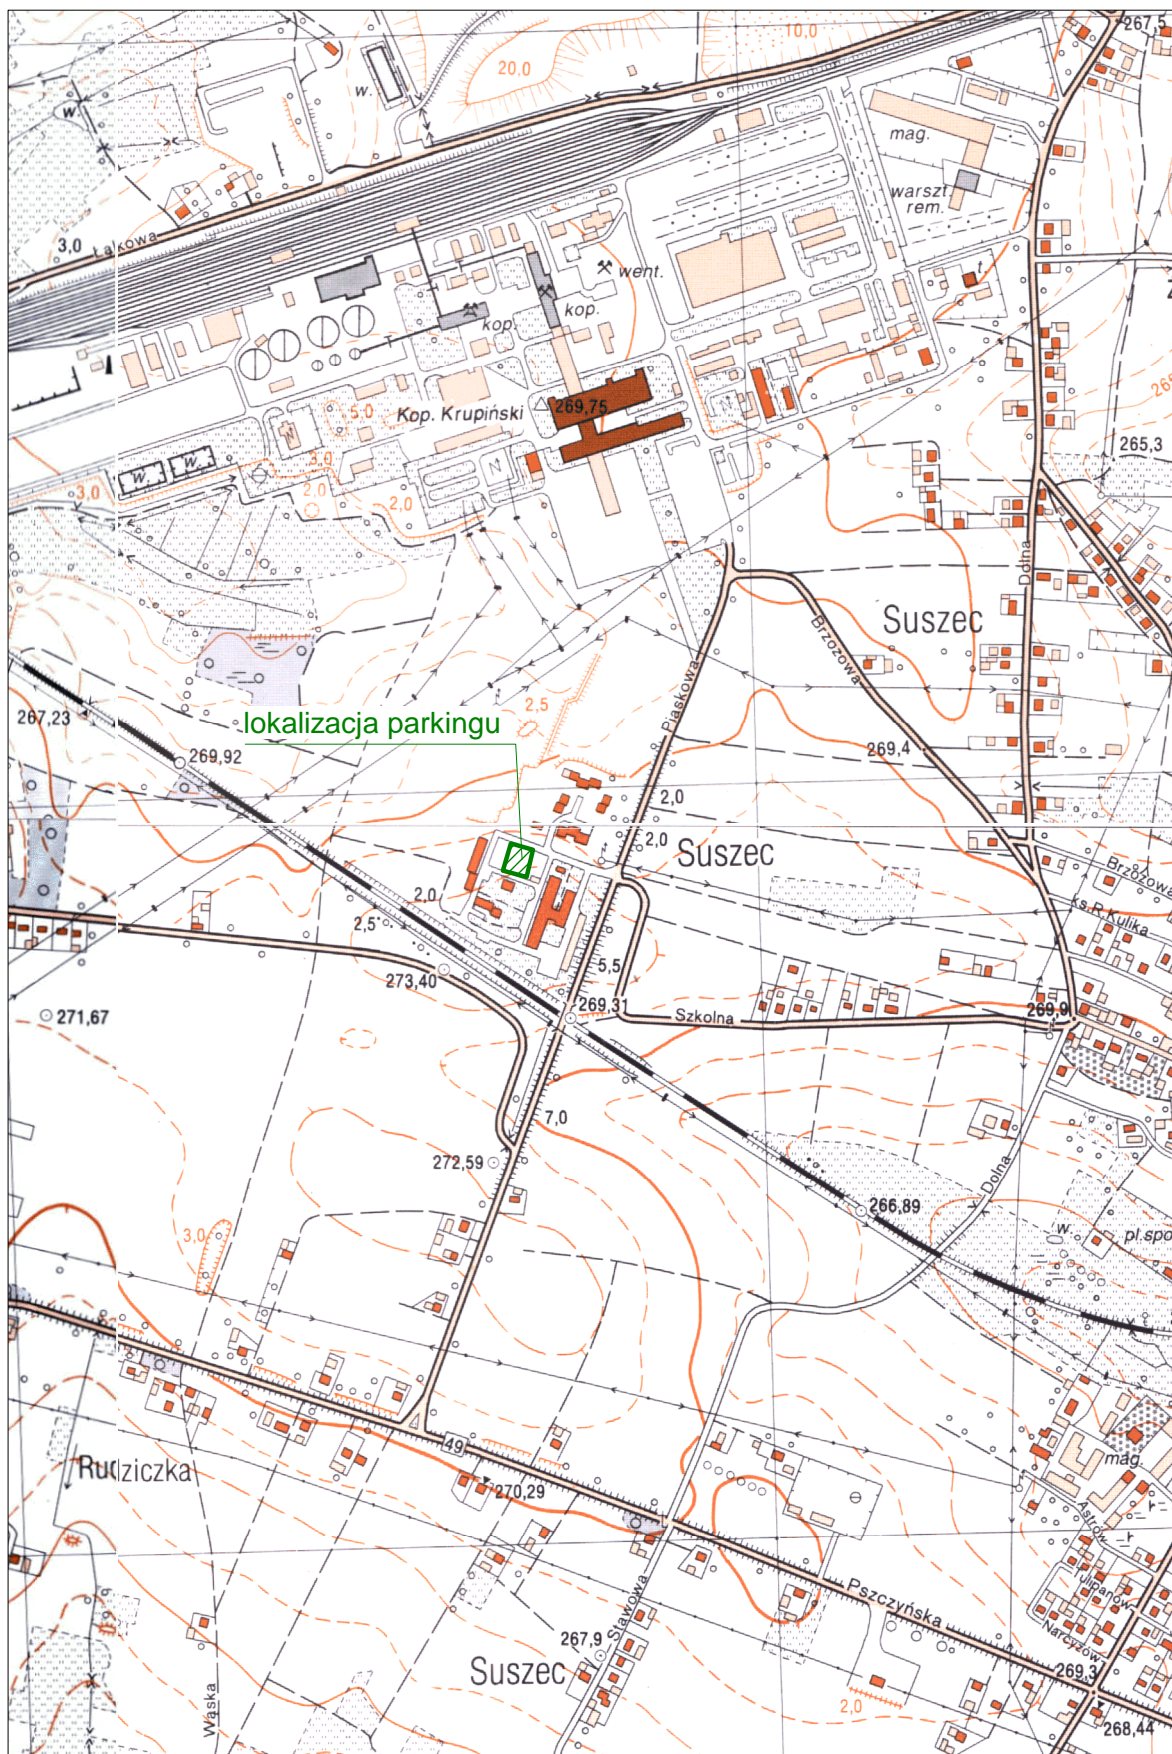 267,5
10,0
20,0
w.
w.
mag.
warszt.
rem.
3,0
Łąkowa
went.
t.
kop.
kop.
Kop. Krupiński
269,75
5,0
265,3
3,0
w.
w.
3,0
2,0
2,0
Dolna
Suszec
Brzozowa
Piaskowa
2,5
267,23
lokalizacja parkingu
269,92
269,4
2,0
2,0
Suszec
Brzozowa
ks.R.Kulika
2,0
2,5
5,5
273,40
271,67
269,31
Szkolna
269,9
7,0
272,59
Dolna
266,89
w.
pl.spo
3,0
49
Rudziczka
270,29
mag.
Astrów
Tulipanów
Pszczyńska
Narcyzów
Stawowa
267,9
Suszec
269,3
Wąska
2,0
268,44